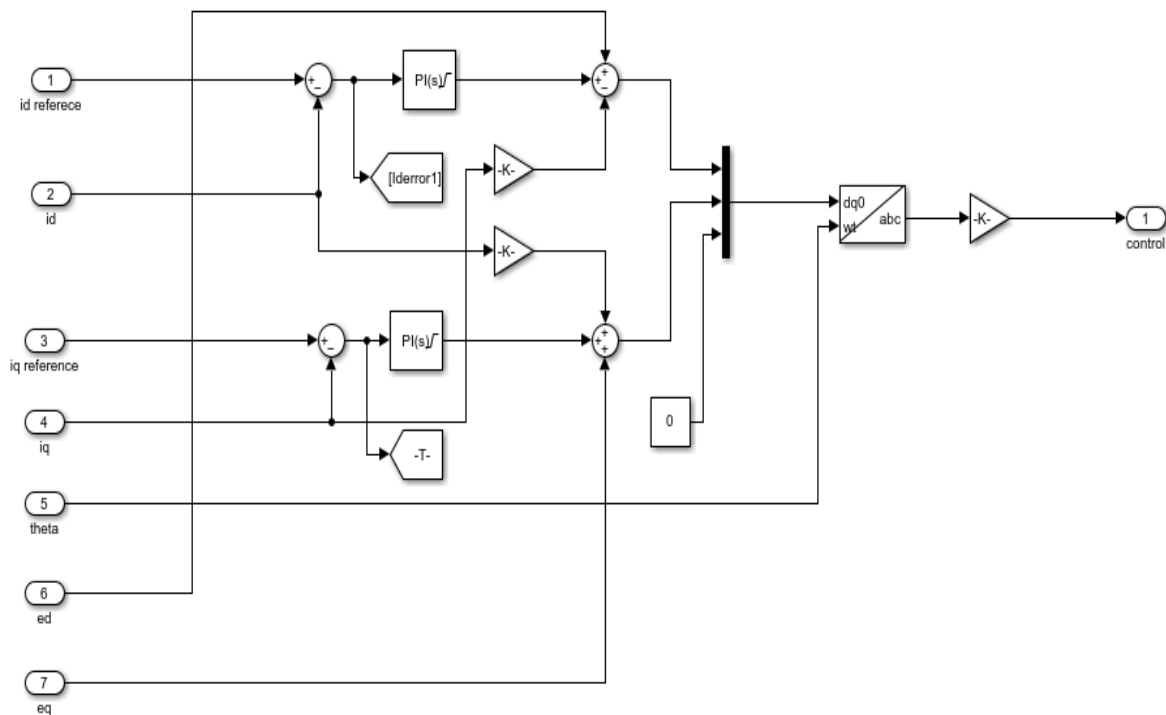 1
id referece
+
−
PI(s)
+
+
−
[Iderror1]
-K-
2
id
dq0
wt
abc
-K-
1
control
-K-
3
iq reference
+
−
PI(s)
+
+
+
4
iq
0
-T-
5
theta
6
ed
7
eq